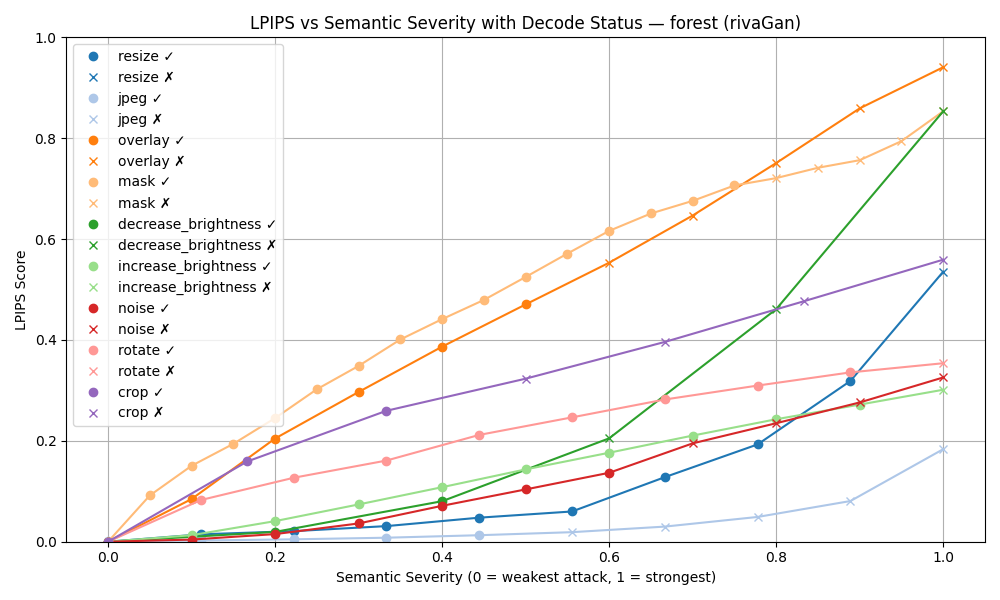 LPIPS vs Semantic Severity with Decode Status — forest (rivaGan)
1.0
0.8
0.6
0.4
0.2
0.0
LPIPS Score
resize ✓
resize ✗
jpeg ✓
jpeg ✗
overlay ✓
overlay ✗
mask ✓
mask ✗
decrease_brightness ✓
decrease_brightness ✗
increase_brightness ✓
increase_brightness ✗
noise ✓
noise ✗
rotate ✓
rotate ✗
crop ✓
crop ✗
0.0 0.2 0.4 0.6 0.8 1.0
Semantic Severity (0 = weakest attack, 1 = strongest)